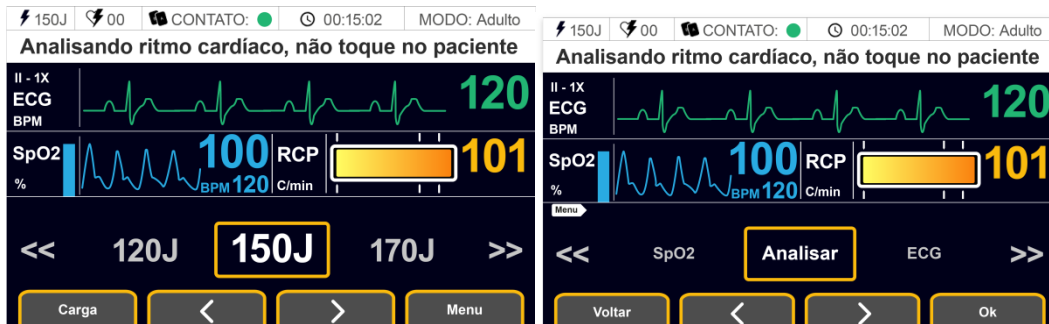 150J 00 CONTATO: 00:15:02 MODO: Adulto
Analisando ritmo cardíaco, não toque no paciente
II - 1X
ECG
BPM
120
SpO2
%
100
BPM 120
RCP
C/min
101
<< 120J 150J 170J >>
Carga < > Menu
150J 00 CONTATO: 00:15:02 MODO: Adulto
Analisando ritmo cardíaco, não toque no paciente
II - 1X
ECG
BPM
120
SpO2
%
100
BPM 120
RCP
C/min
101
Menu
<< SpO2 Analisar ECG >>
Voltar < > Ok